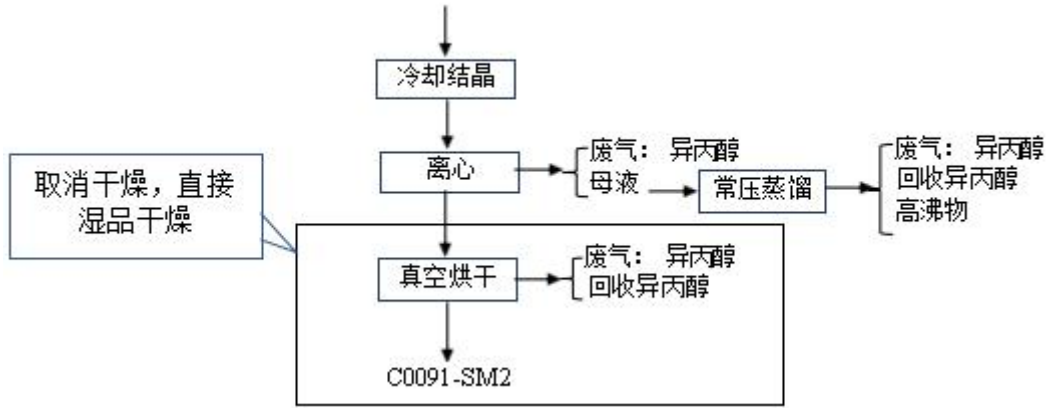 冷却结晶
离心
废气： 异丙醇
母液
常压蒸馏
废气： 异丙醇
回收异丙醇
高沸物
取消干燥，直接
湿品干燥
真空烘干
废气： 异丙醇
回收异丙醇
C0091-SM2